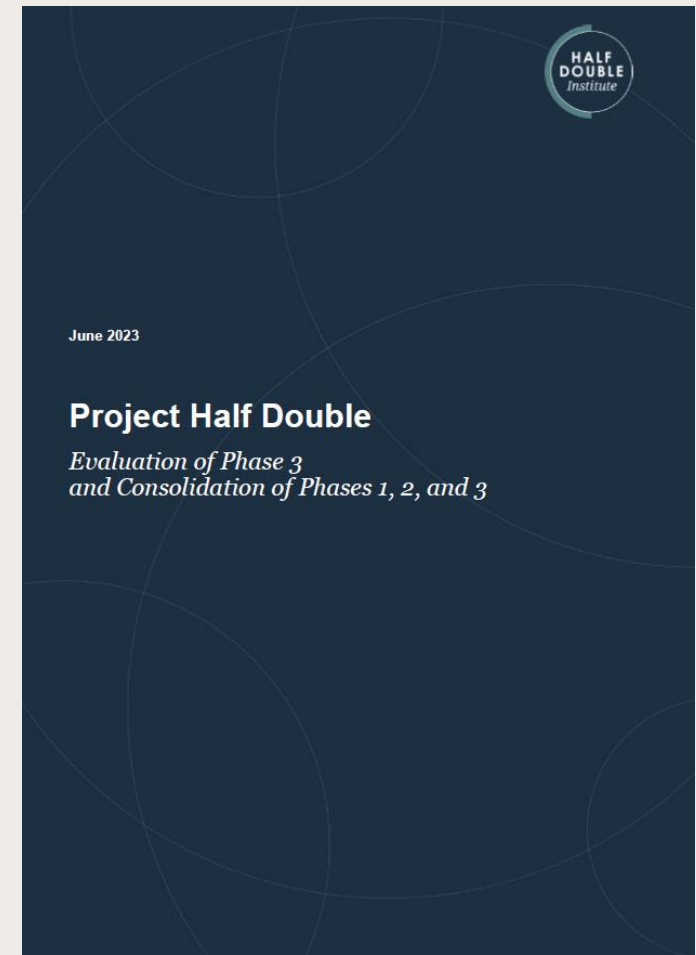 HALF
DOUBLE
Institute
June 2023
Project Half Double
Evaluation of Phase 3
and Consolidation of Phases 1, 2, and 3